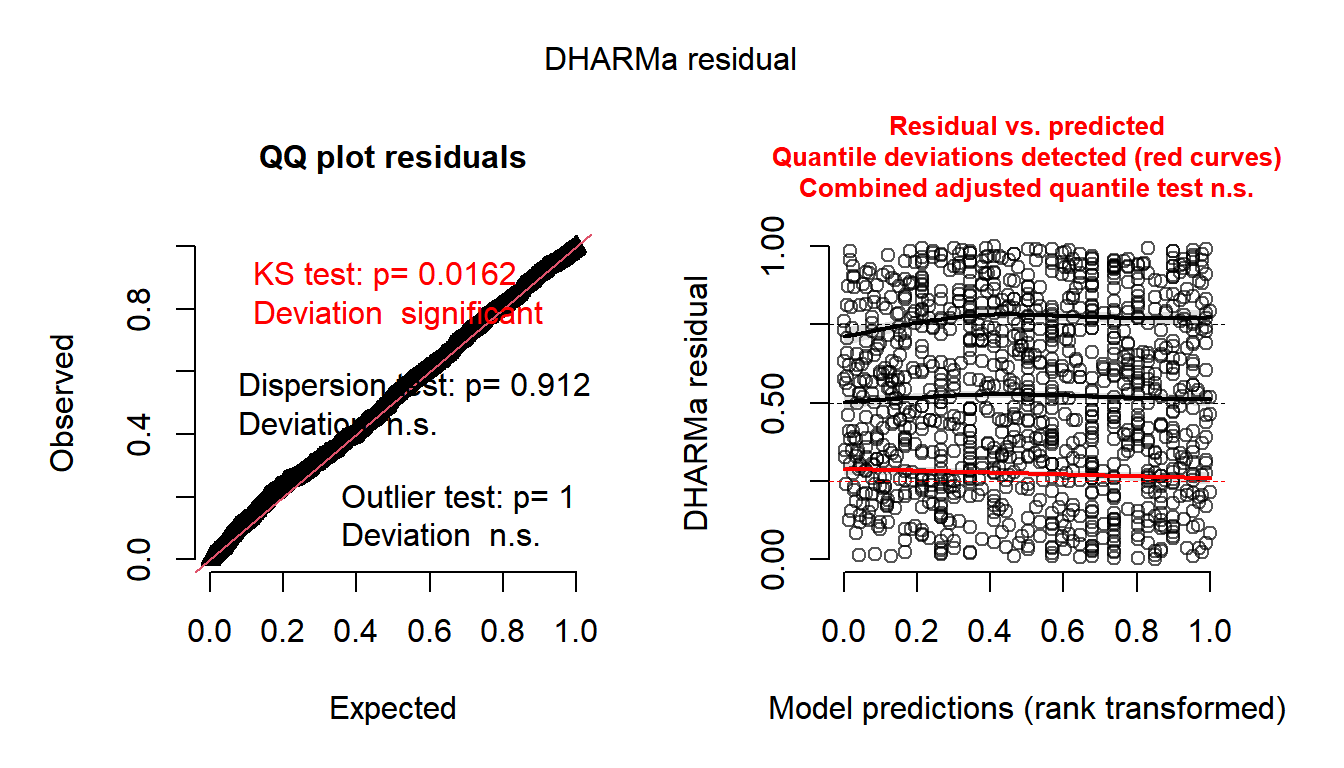 DHARMa residual
QQ plot residuals
KS test: p= 0.0162
Deviation  significant
Dispersion test: p= 0.912
Deviation  n.s.
Outlier test: p= 1
Deviation  n.s.
Observed
0.0
0.4
0.8
0.0 0.2 0.4 0.6 0.8 1.0
Expected
Residual vs. predicted
Quantile deviations detected (red curves)
Combined adjusted quantile test n.s.
DHARMa residual
0.00
0.50
1.00
0.0 0.2 0.4 0.6 0.8 1.0
Model predictions (rank transformed)